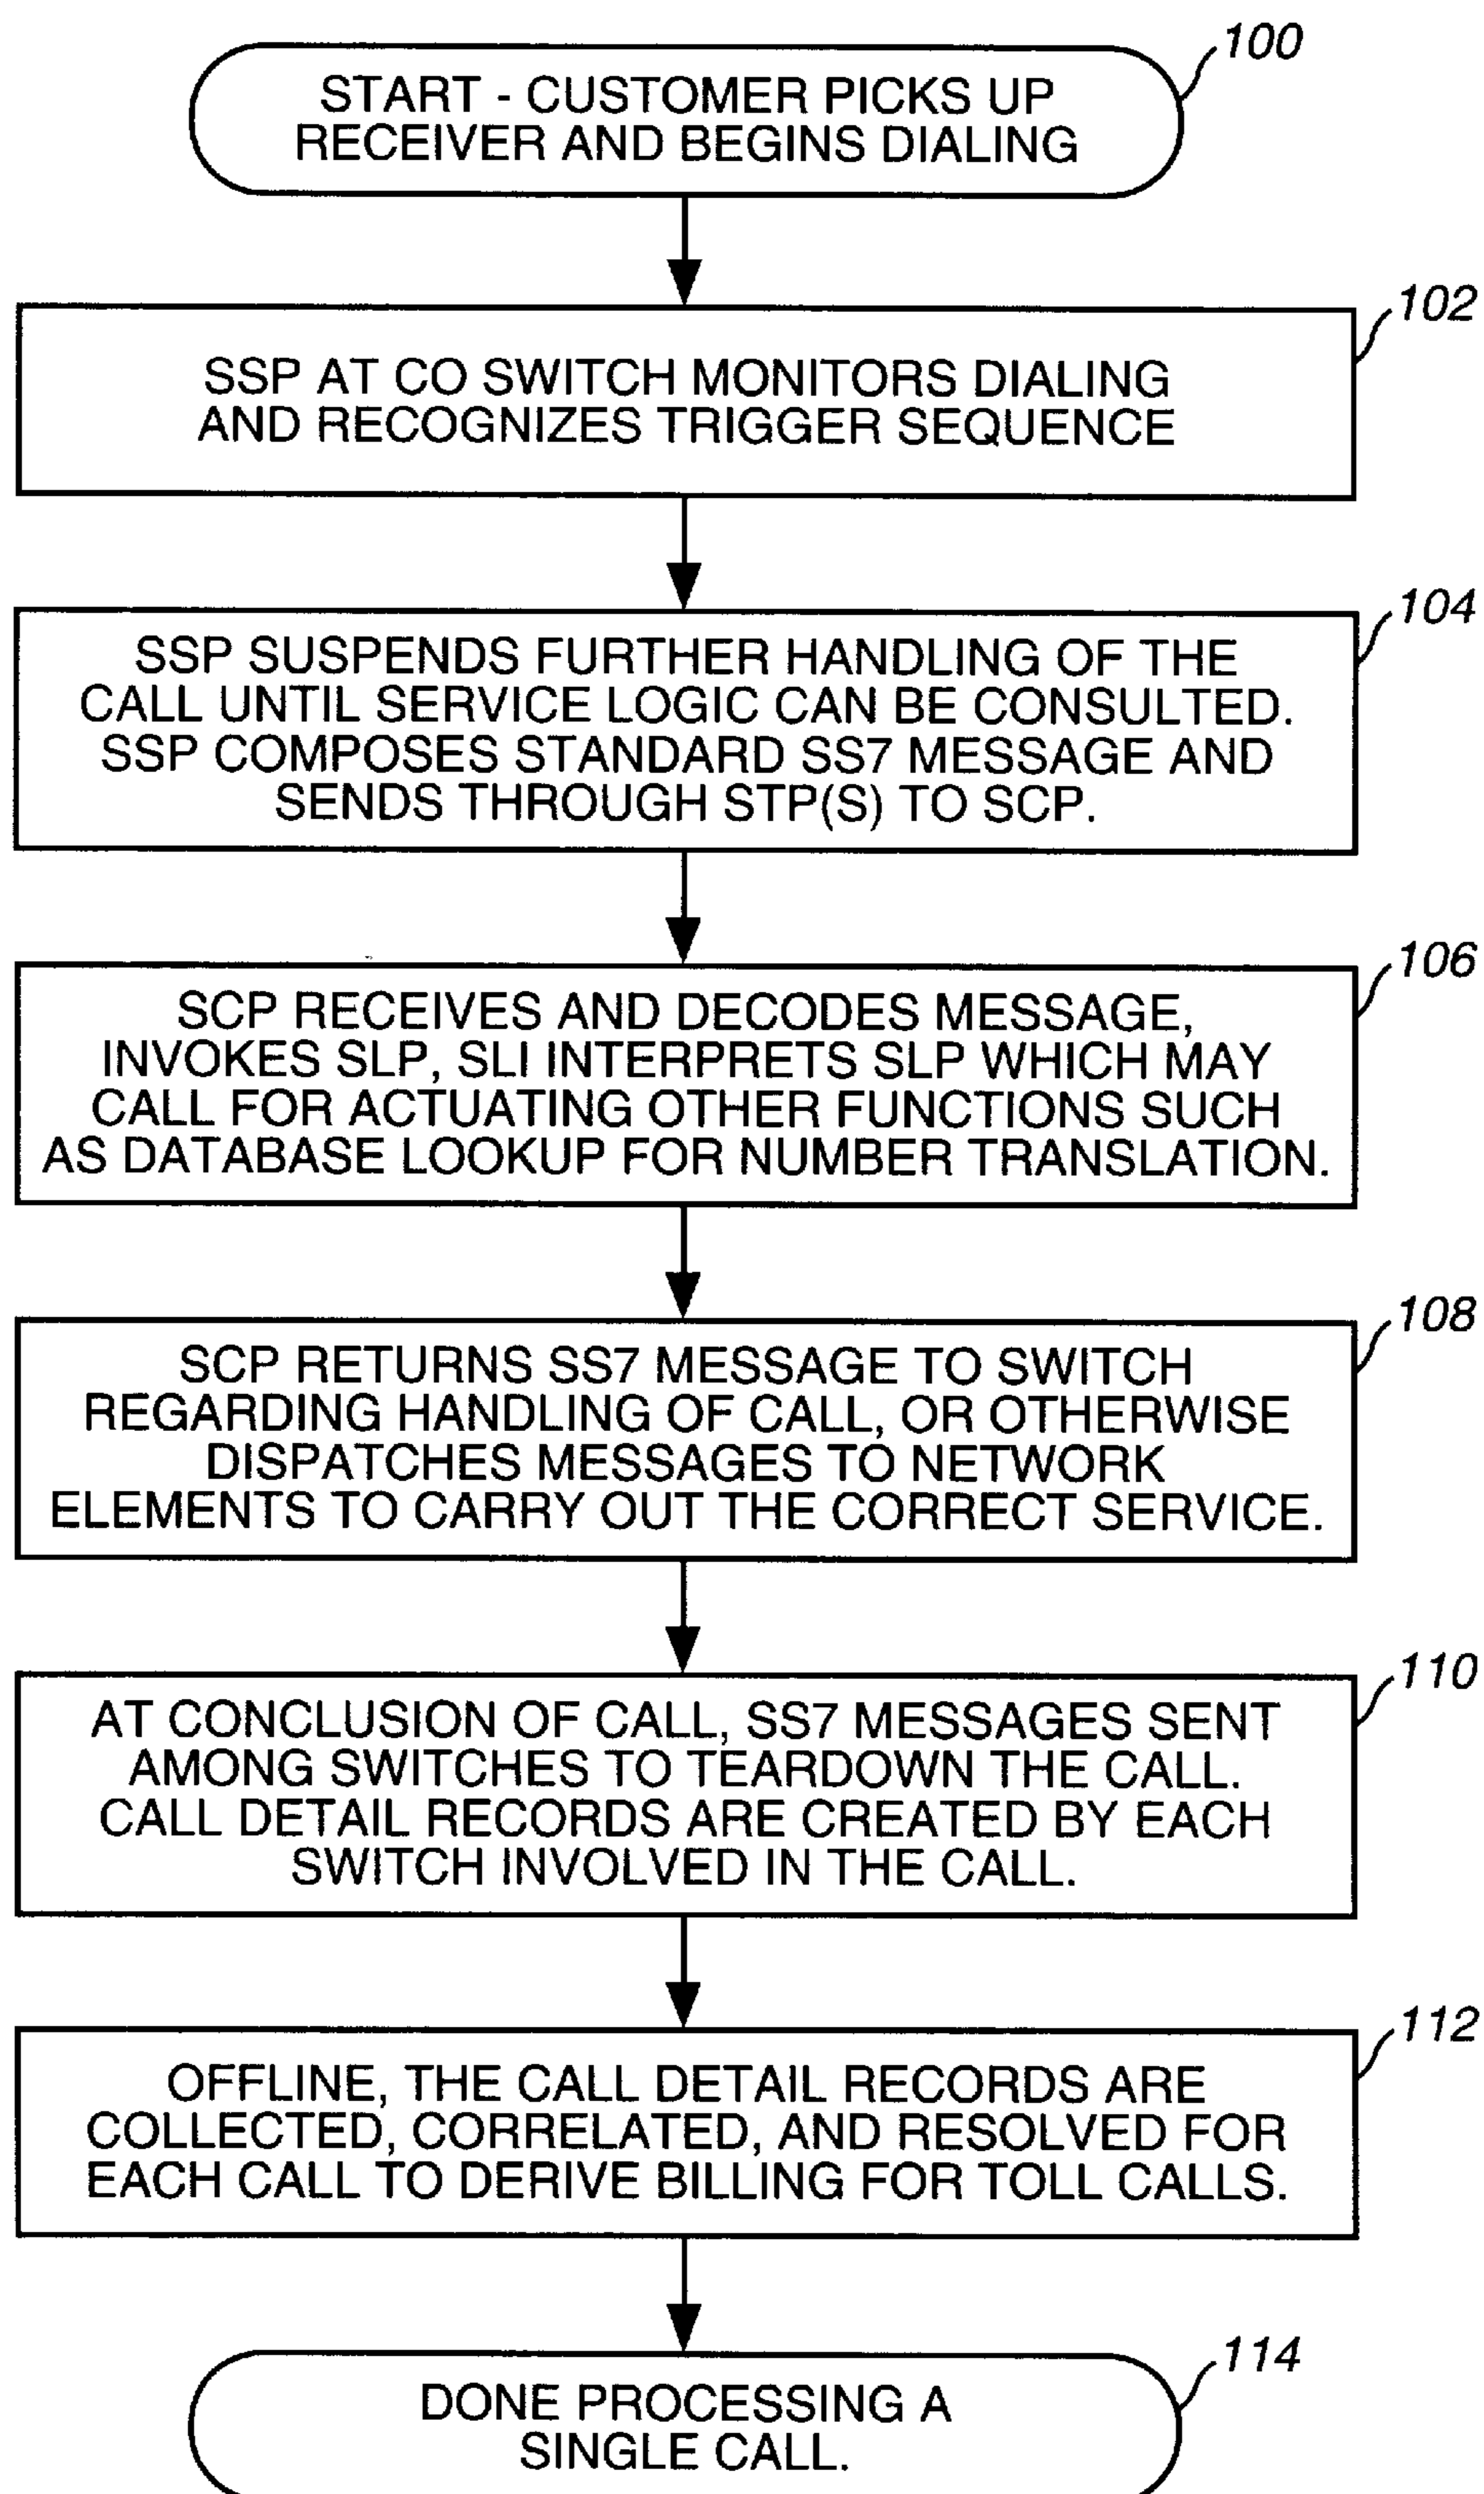 100
START - CUSTOMER PICKS UP
RECEIVER AND BEGINS DIALING
102
SSP AT CO SWITCH MONITORS DIALING
AND RECOGNIZES TRIGGER SEQUENCE
104
SSP SUSPENDS FURTHER HANDLING OF THE
CALL UNTIL SERVICE LOGIC CAN BE CONSULTED.
SSP COMPOSES STANDARD SS7 MESSAGE AND
SENDS THROUGH STP(S) TO SCP.
106
SCP RECEIVES AND DECODES MESSAGE,
INVOKES SLP, SLI INTERPRETS SLP WHICH MAY
CALL FOR ACTUATING OTHER FUNCTIONS SUCH
AS DATABASE LOOKUP FOR NUMBER TRANSLATION.
108
SCP RETURNS SS7 MESSAGE TO SWITCH
REGARDING HANDLING OF CALL, OR OTHERWISE
DISPATCHES MESSAGES TO NETWORK
ELEMENTS TO CARRY OUT THE CORRECT SERVICE.
110
AT CONCLUSION OF CALL, SS7 MESSAGES SENT
AMONG SWITCHES TO TEARDOWN THE CALL.
CALL DETAIL RECORDS ARE CREATED BY EACH
SWITCH INVOLVED IN THE CALL.
112
OFFLINE, THE CALL DETAIL RECORDS ARE
COLLECTED, CORRELATED, AND RESOLVED FOR
EACH CALL TO DERIVE BILLING FOR TOLL CALLS.
114
DONE PROCESSING A
SINGLE CALL.